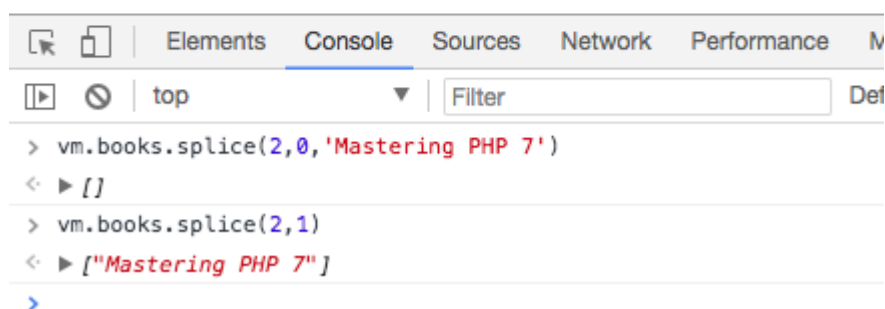 Elements Console Sources Network Performance
top ▼ Filter Def
> vm.books.splice(2,0,'Mastering PHP 7')
<· ▶ []
> vm.books.splice(2,1)
<· ▶ ["Mastering PHP 7"]
>